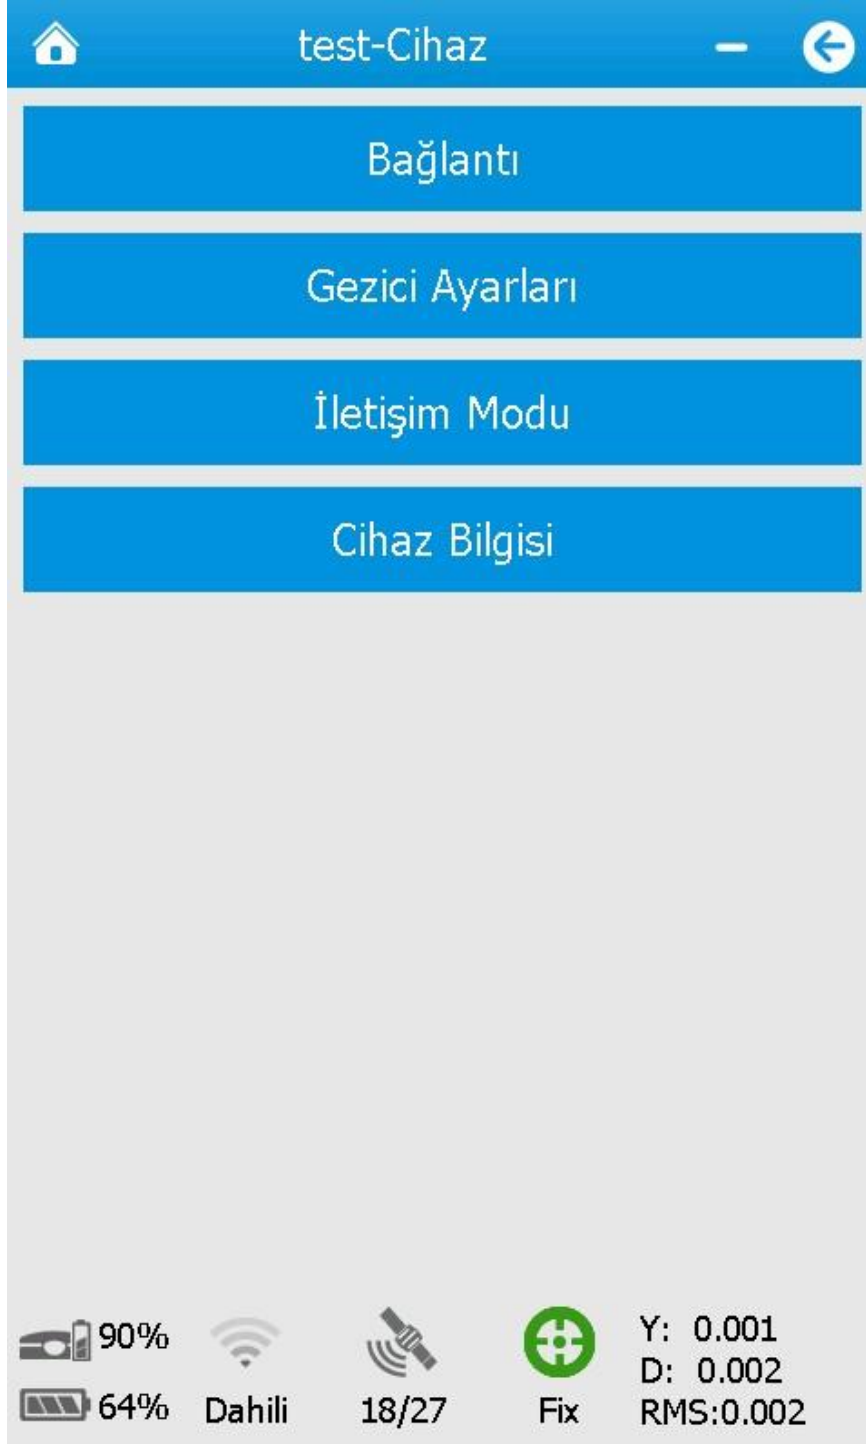 test-Cihaz
Bağlantı
Gezici Ayarları
İletişim Modu
Cihaz Bilgisi
90%
64%
Dahili
18/27
Fix
Y: 0.001
D: 0.002
RMS:0.002